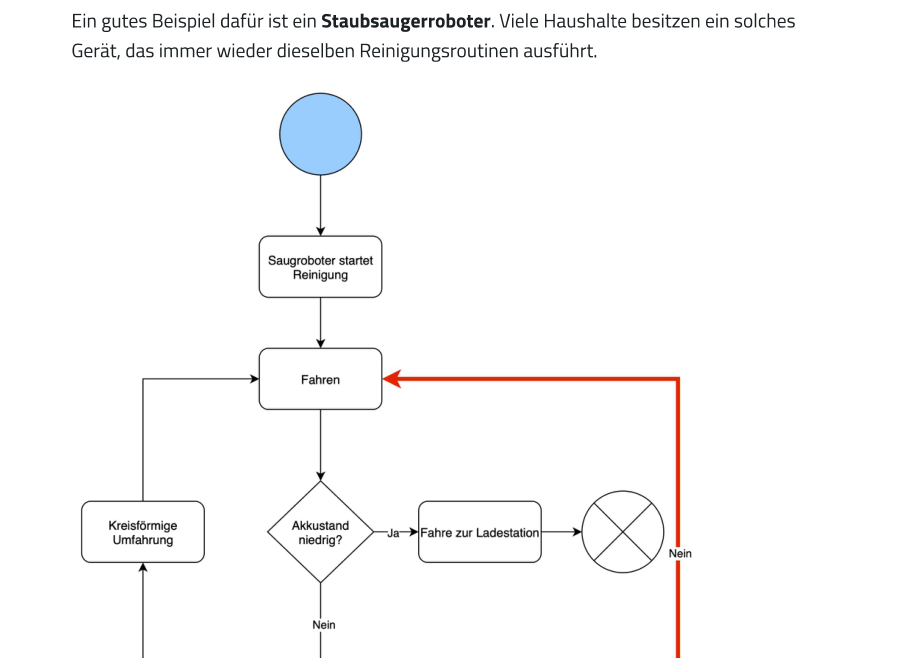 Ein gutes Beispiel dafür ist ein Staubsaugerroboter. Viele Haushalte besitzen ein solches
Gerät, das immer wieder dieselben Reinigungsroutinen ausführt.
Saugroboter startet
Reinigung
Fahren
Kreisförmige
Umfahrung
Akkustand
niedrig?
Ja
Fahre zur Ladestation
Nein
Nein